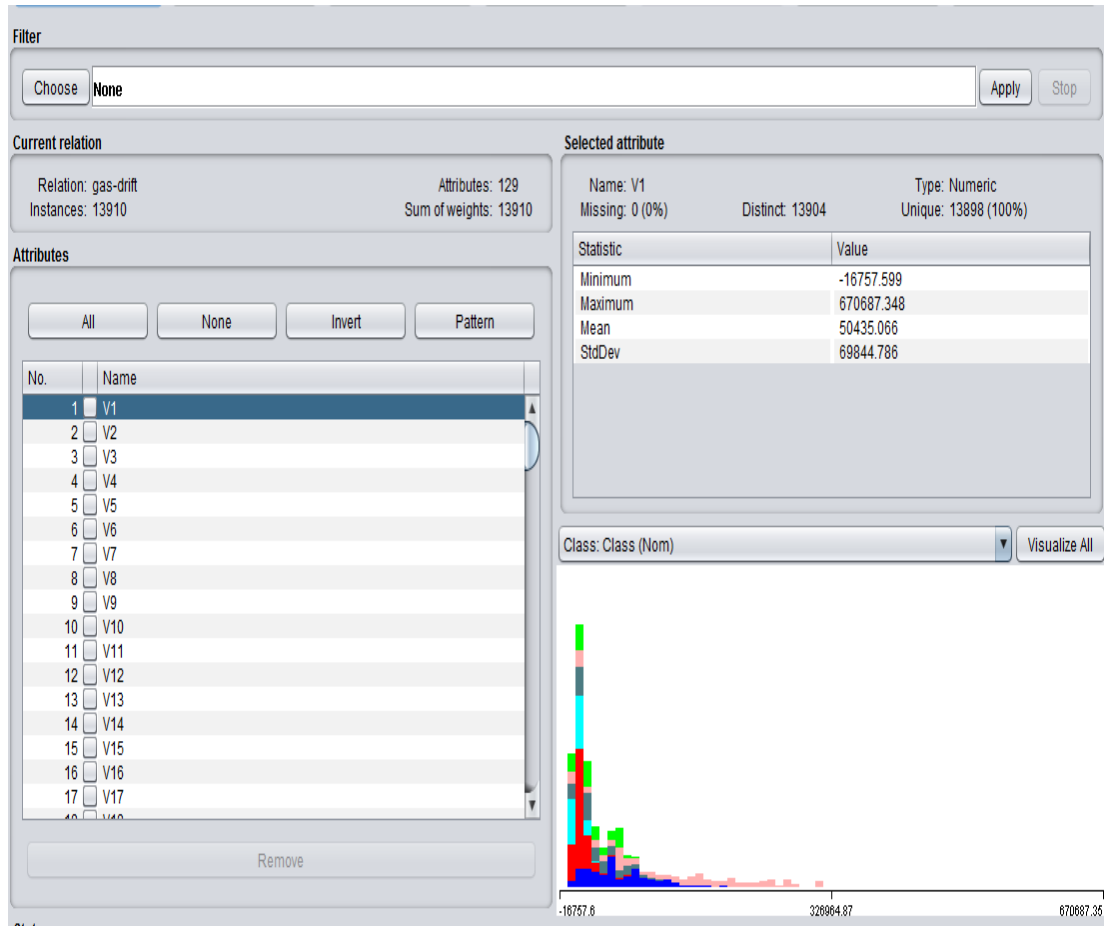 Filter
Choose None Apply Stop
Current relation
Relation: gas-drift Attributes: 129
Instances: 13910 Sum of weights: 13910
Attributes
All None Invert Pattern
No. Name
1 V1
2 V2
3 V3
4 V4
5 V5
6 V6
7 V7
8 V8
9 V9
10 V10
11 V11
12 V12
13 V13
14 V14
15 V15
16 V16
17 V17
Remove
Selected attribute
Name: V1 Type: Numeric
Missing: 0 (0%) Distinct: 13904 Unique: 13898 (100%)
Statistic Value
Minimum -16757.599
Maximum 670687.348
Mean 50435.066
StdDev 69844.786
Class: Class (Nom) Visualize All
-16757.6 326964.87 670687.35